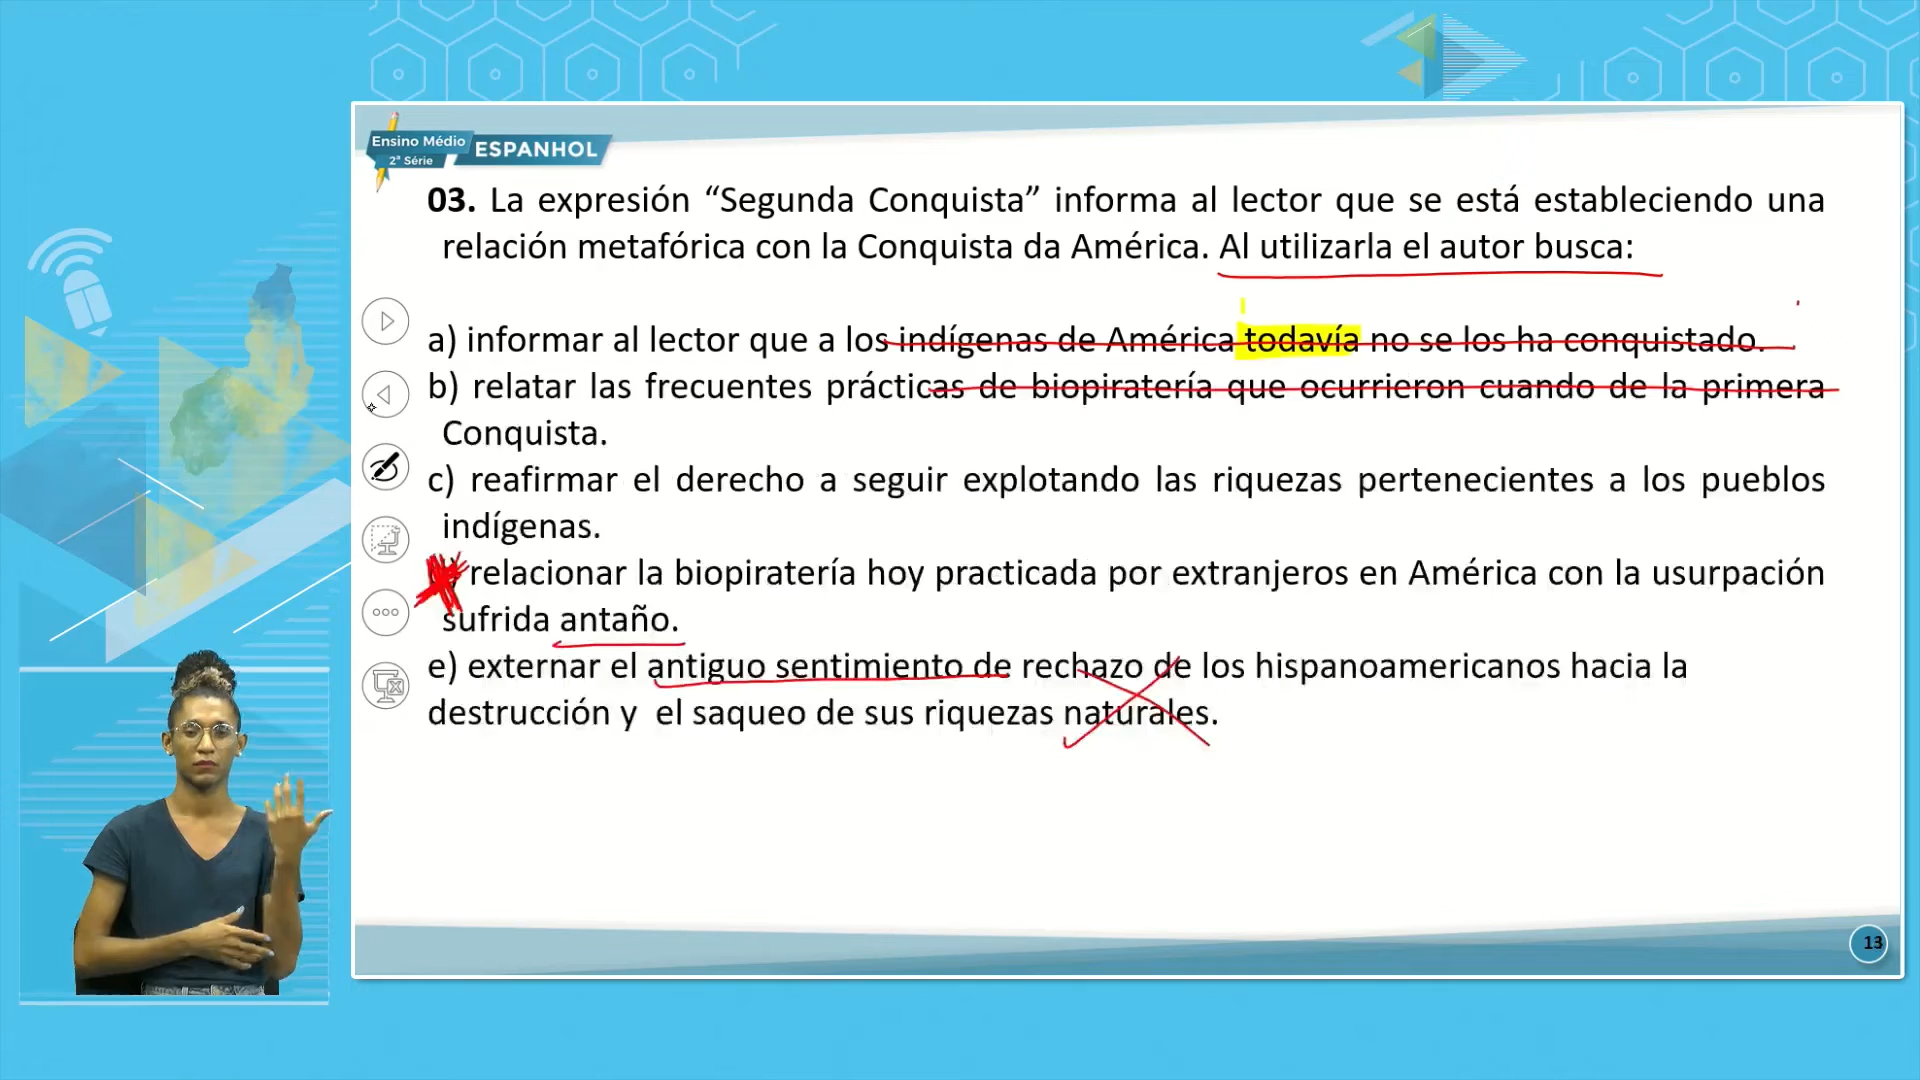 Ensino Médio
2ª Série
ESPANHOL
03. La expresión “Segunda Conquista” informa al lector que se está estableciendo una
relación metafórica con la Conquista da América. Al utilizarla el autor busca:
a) informar al lector que a los indígenas de América todavía no se los ha conquistado.
b) relatar las frecuentes prácticas de biopiratería que ocurrieron cuando de la primera
Conquista.
c) reafirmar el derecho a seguir explotando las riquezas pertenecientes a los pueblos
indígenas.
relacionar la biopiratería hoy practicada por extranjeros en América con la usurpación
sufrida antaño.
e) externar el antiguo sentimiento de rechazo de los hispanoamericanos hacia la
destrucción y el saqueo de sus riquezas naturales.
13